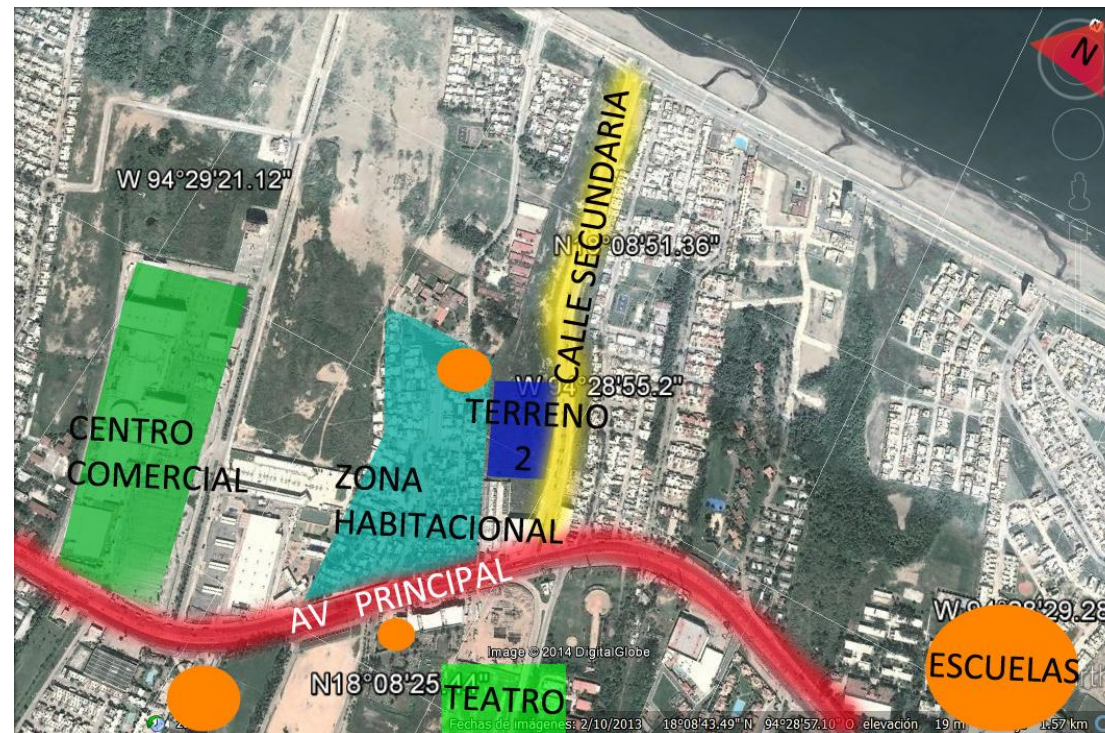 N
CALLE SECUNDARIA
W 94°29'21.12"
08'51.36"
W 94°28'55.2"
TERRENO
2
CENTRO
COMERCIAL
ZONA
HABITACIONAL
AV PRINCIPAL
Image © 2014 DigitalGlobe
N18°08'25
TEATRO
ESCUELAS
Fechas de imágenes: 2/10/2013 18°08'43.49" N 94°28'57.10" O elevación 19 m
1.57 km